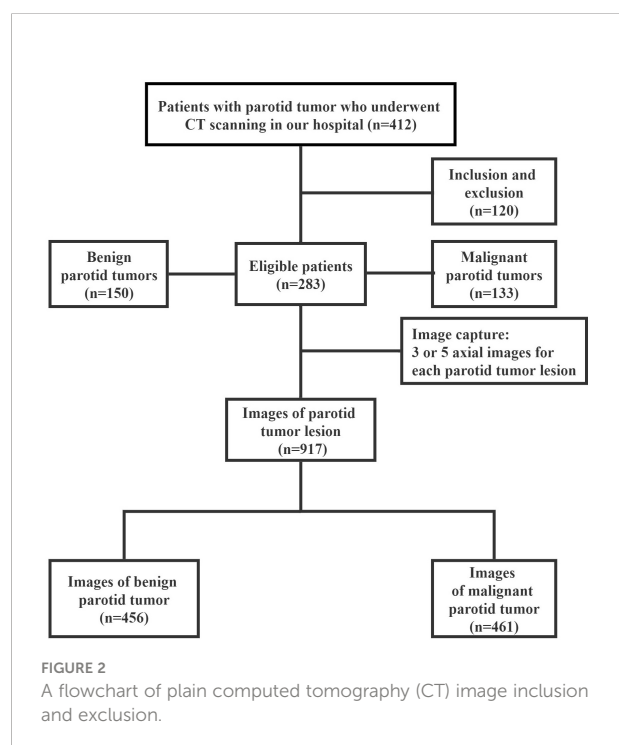 Patients with parotid tumor who underwent
CT scanning in our hospital (n=412)
Inclusion and
exclusion
(n=120)
Benign
parotid tumors
(n=150)
Eligible patients
(n=283)
Malignant
parotid tumors
(n=133)
Image capture:
3 or 5 axial images for
each parotid tumor lesion
Images of parotid
tumor lesion
(n=917)
Images of benign
parotid tumor
(n=456)
Images
of malignant
parotid tumor
(n=461)
FIGURE 2
A flowchart of plain computed tomography (CT) image inclusion
and exclusion.